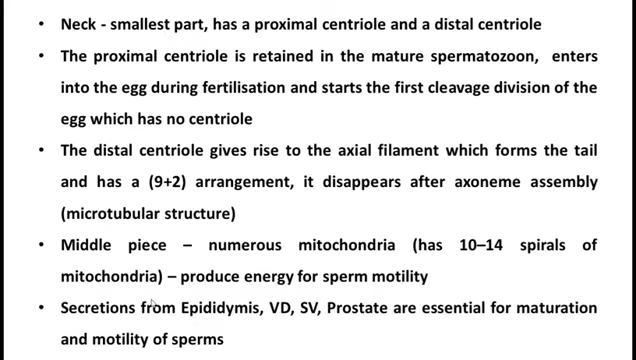 • Neck - smallest part, has a proximal centriole and a distal centriole
• The proximal centriole is retained in the mature spermatozoon, enters
into the egg during fertilisation and starts the first cleavage division of the
egg which has no centriole
• The distal centriole gives rise to the axial filament which forms the tail
and has a (9+2) arrangement, it disappears after axoneme assembly
(microtubular structure)
• Middle piece – numerous mitochondria (has 10–14 spirals of
mitochondria) – produce energy for sperm motility
• Secretions from Epididymis, VD, SV, Prostate are essential for maturation
and motility of sperms